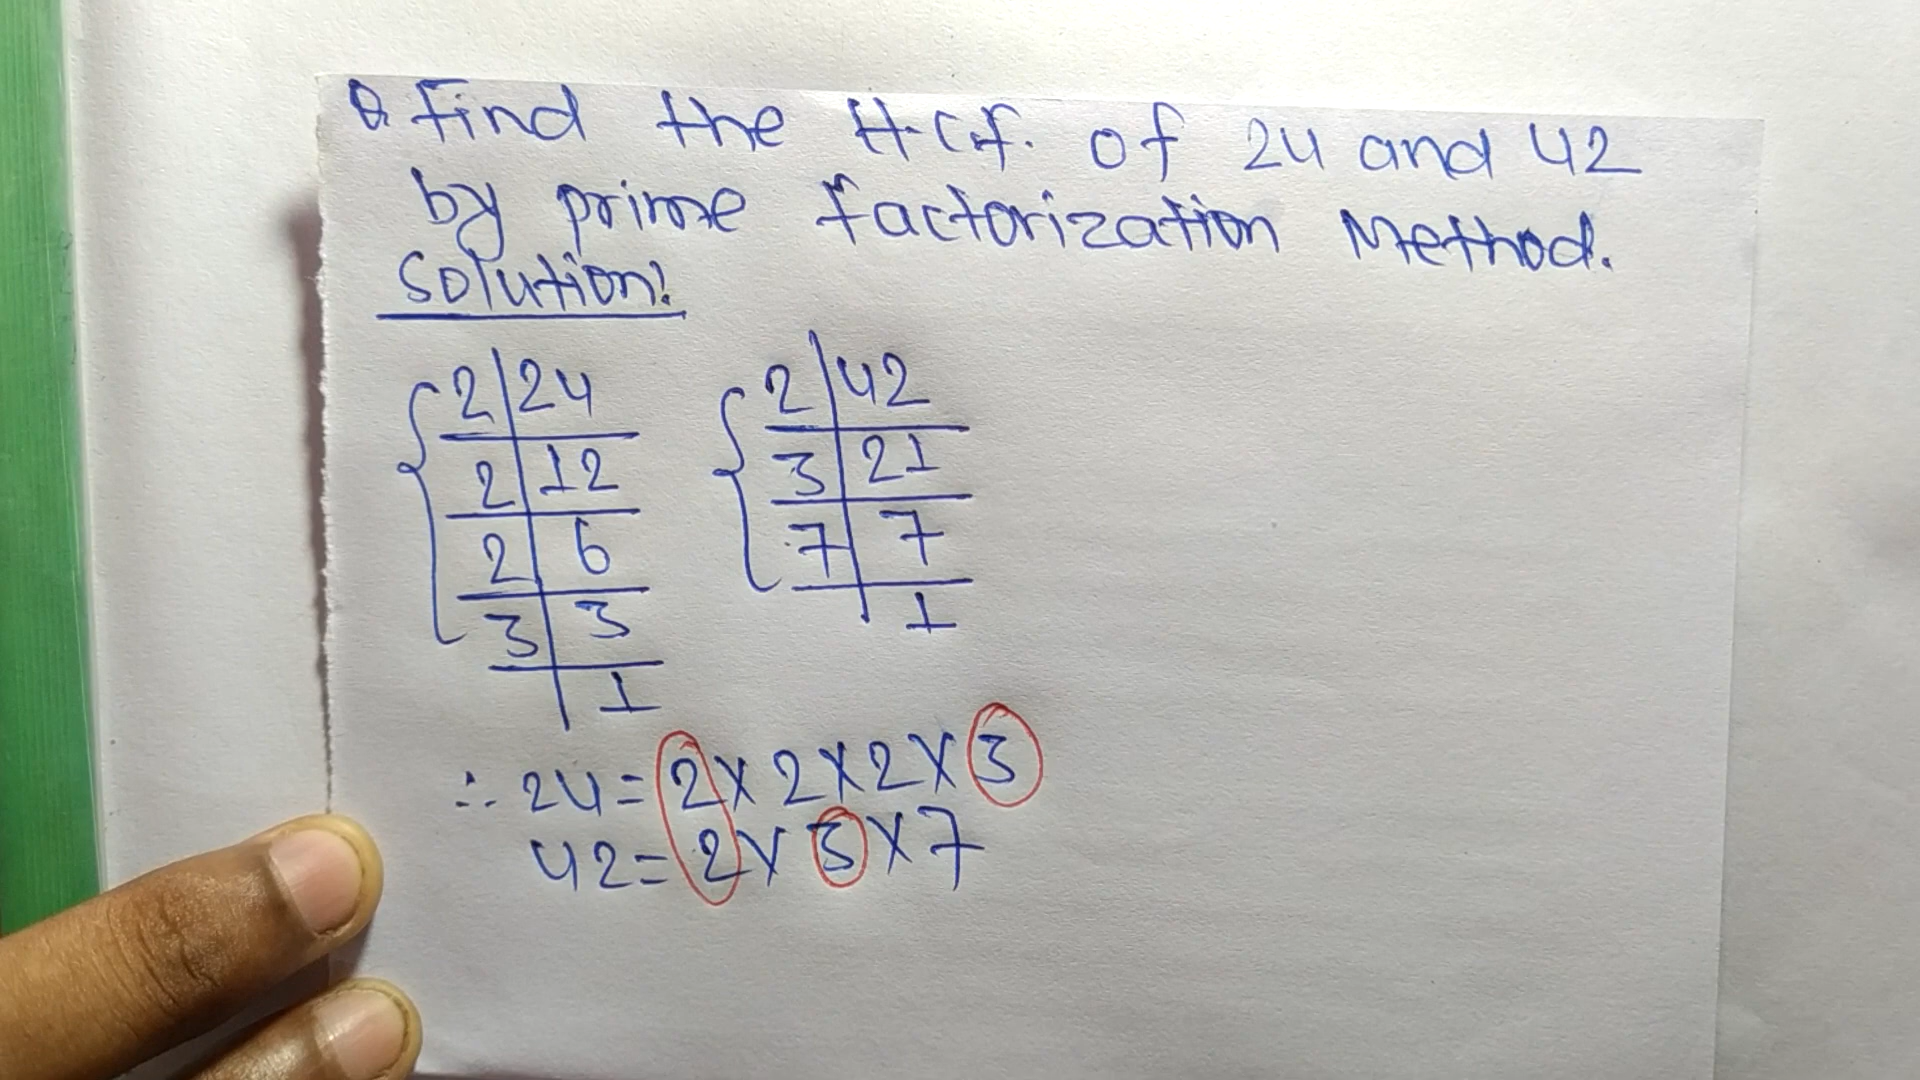 Q. Find the H.C.F. of 24 and 42
by prime factorization Method.
Solution:
2 | 24
2 | 12
2 | 6
3 | 3
1
2 | 42
3 | 21
7 | 7
1
∴ 24 = 2 × 2 × 2 × 3
42 = 2 × 3 × 7